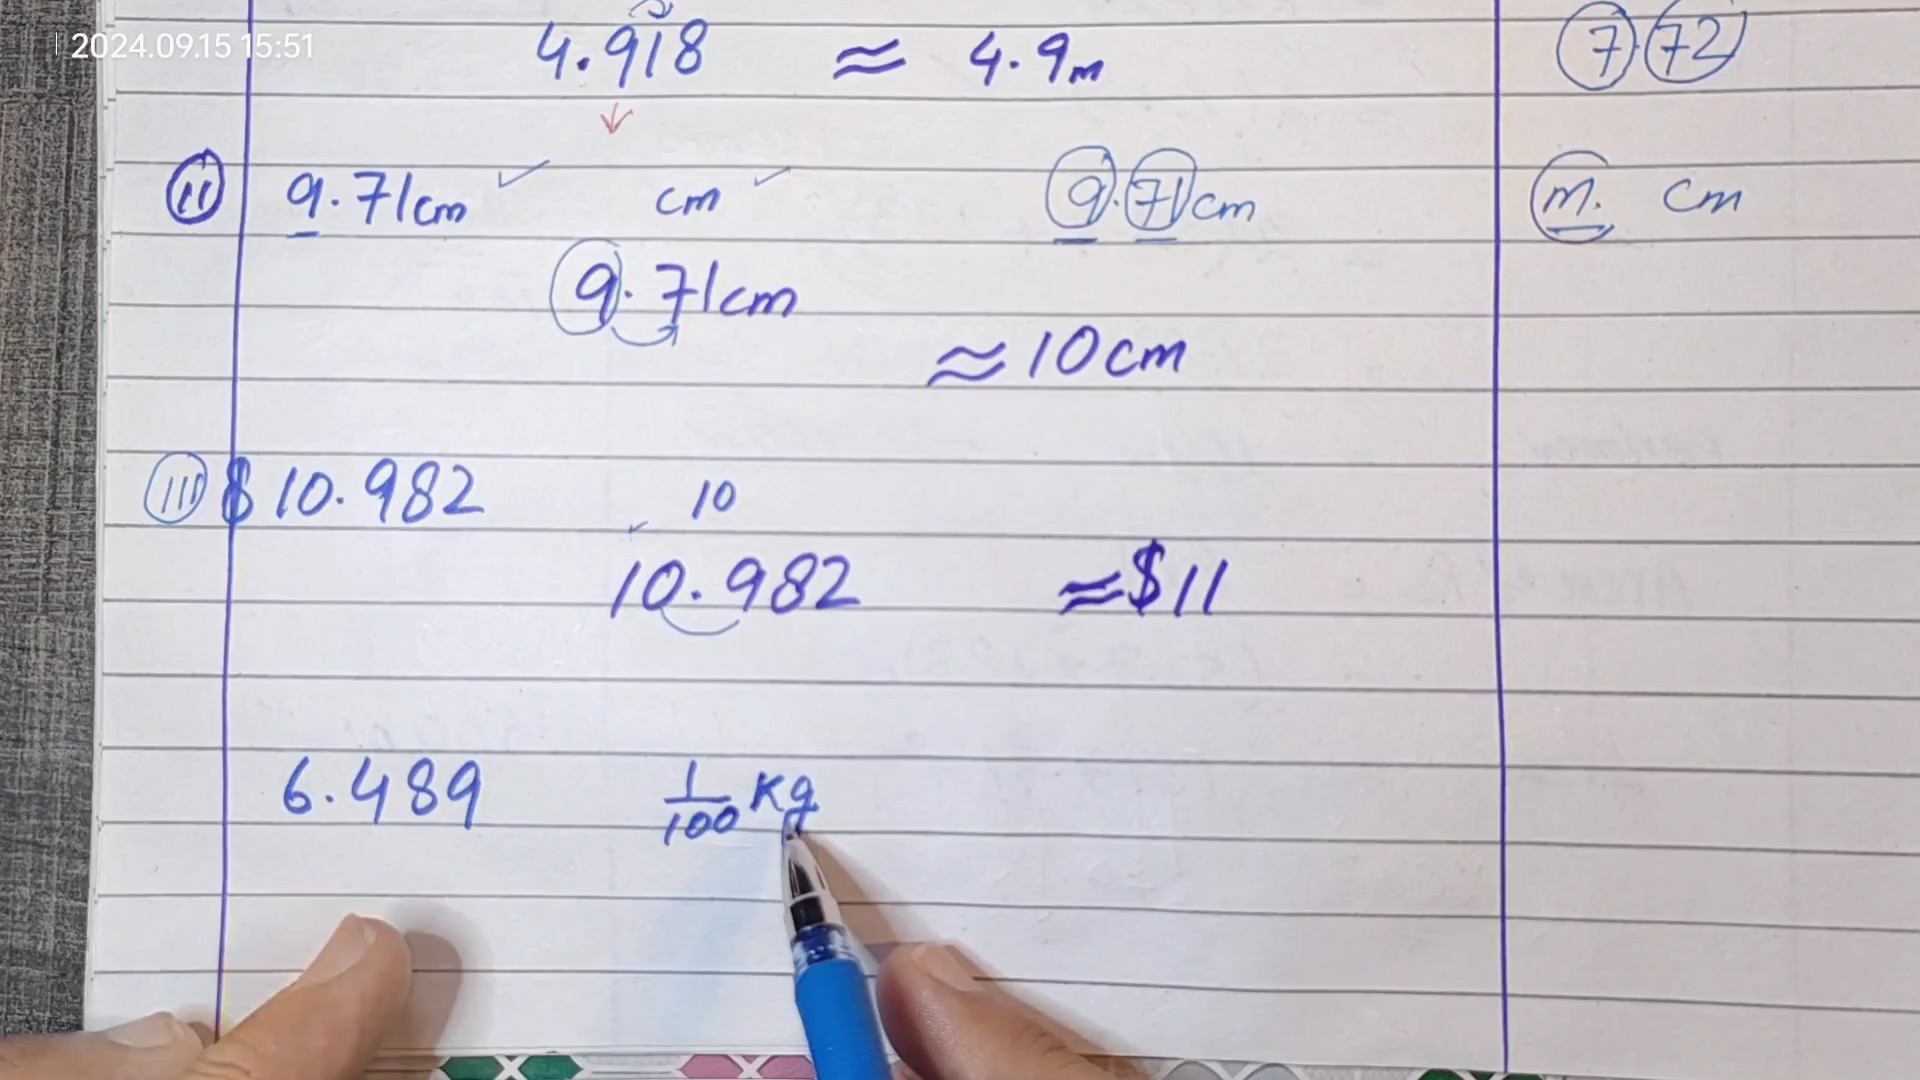 2024.09.15 15:51
4.918 ≈ 4.9m 7.72
(ii) 9.71cm ✓ cm ✓ 9.71cm m. cm
9.71cm
≈ 10cm
(iii) $ 10.982 10
10.982 ≈ $11
6.489 1/100 kg